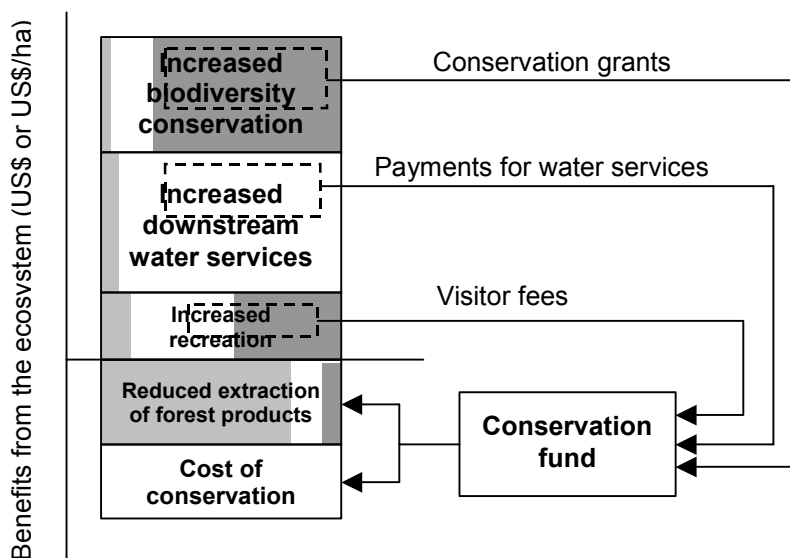 Benefits from the ecosystem (US$ or US$/ha)
Increased
biodiversity
conservation
Conservation grants
Increased
downstream
water services
Payments for water services
Increased
recreation
Visitor fees
Reduced extraction
of forest products
Cost of
conservation
Conservation
fund